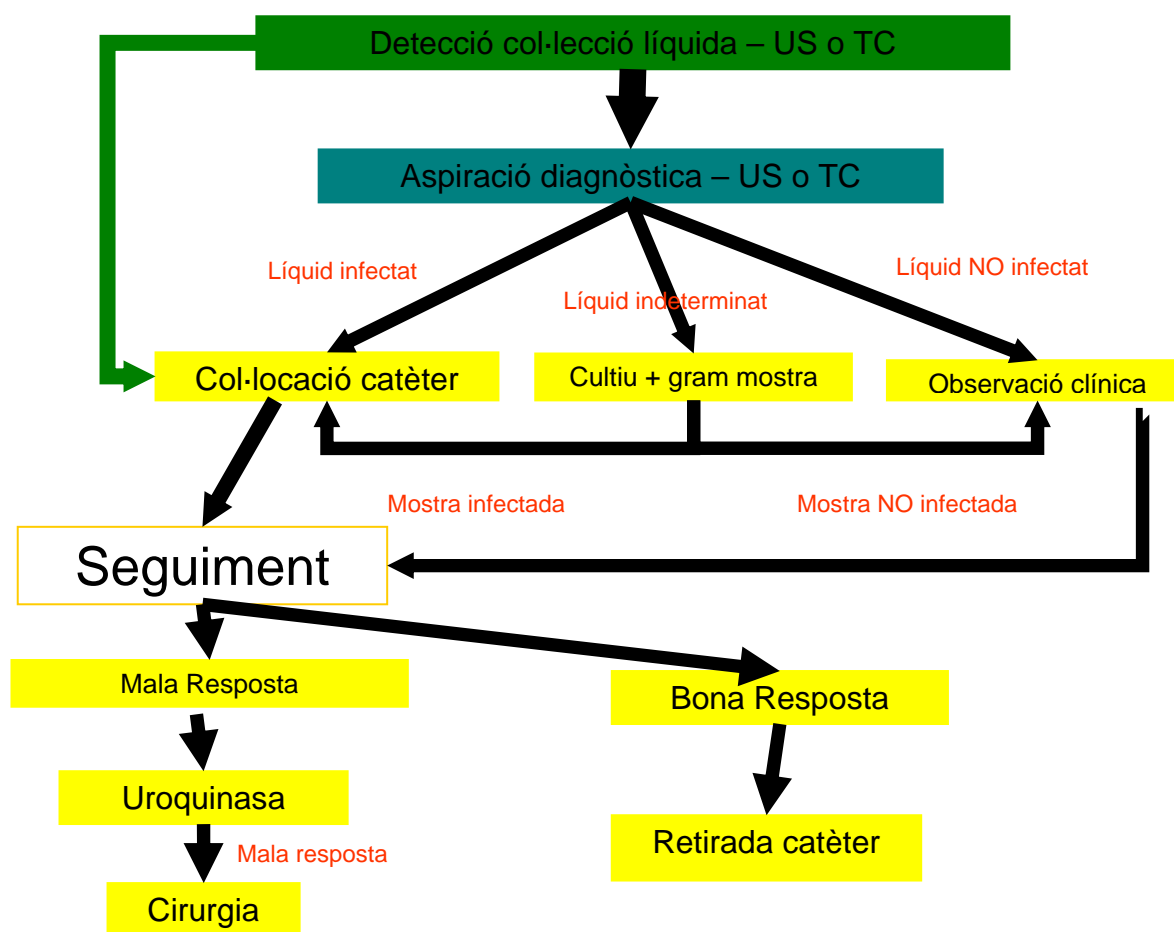 Detecció col·lecció líquida – US o TC
Aspiració diagnòstica – US o TC
Líquid infectat
Líquid indeterminat
Líquid NO infectat
Col·locació catèter
Cultiu + gram mostra
Observació clínica
Mostra infectada
Mostra NO infectada
Seguiment
Mala Resposta
Bona Resposta
Uroquinasa
Retirada catèter
Mala resposta
Cirurgia